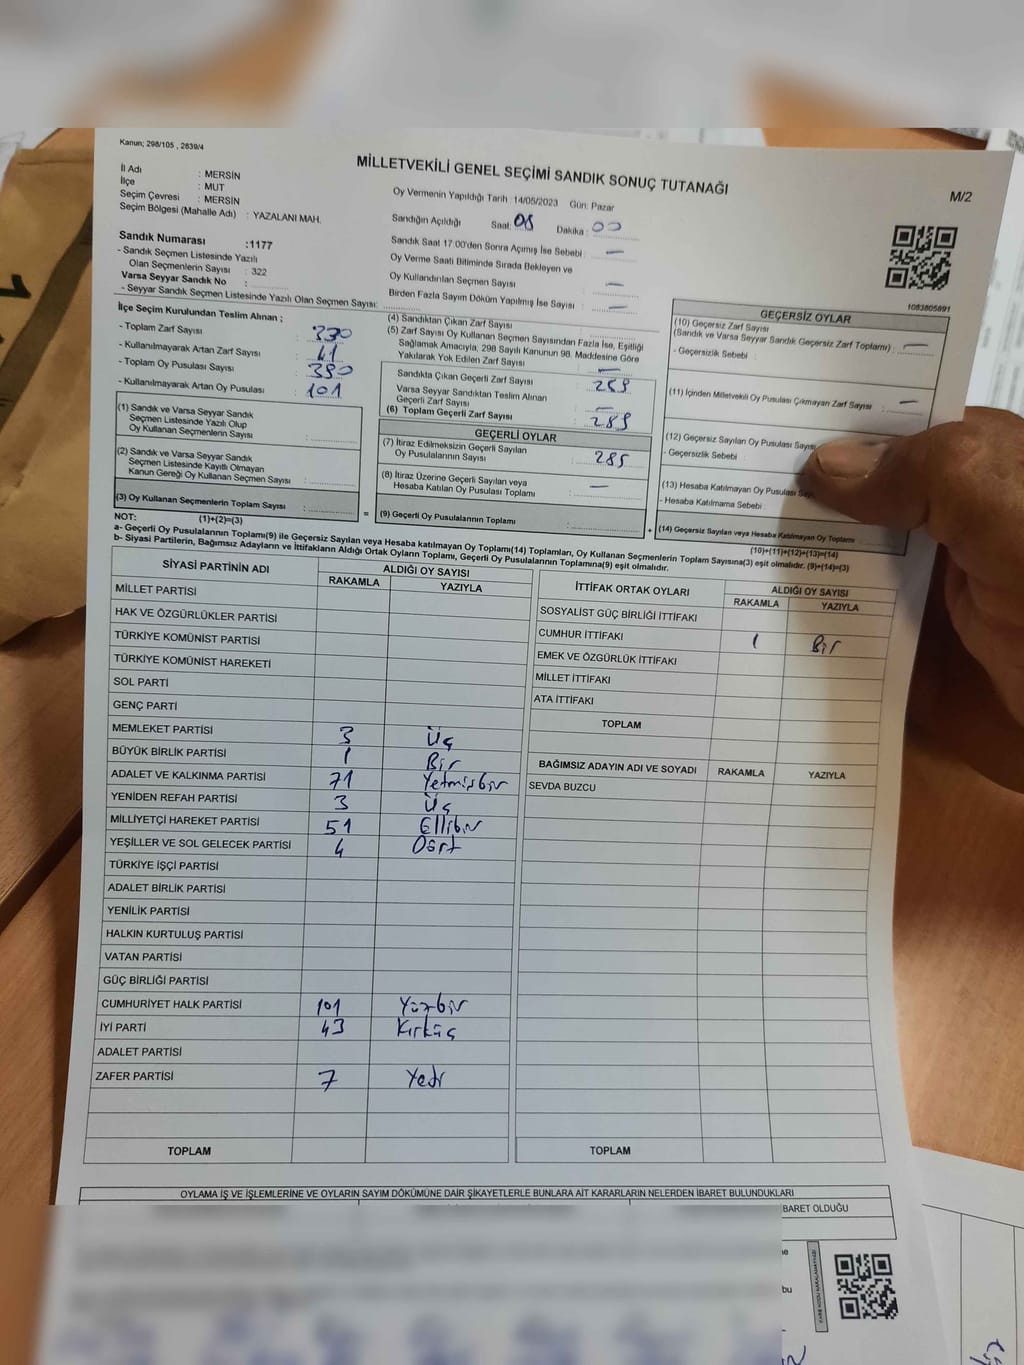 Kanun; 298/105 , 2839/4
MİLLETVEKİLİ GENEL SEÇİMİ SANDIK SONUÇ TUTANAĞI
M/2
İl Adı : MERSİN
İlçe : MUT
Seçim Çevresi : MERSİN
Seçim Bölgesi (Mahalle Adı) : YAZALANI MAH.
Oy Vermenin Yapıldığı Tarih :14/05/2023 Gün: Pazar
Sandığın Açıldığı Saat: 08 Dakika : 00
Sandık Saat 17 00'den Sonra Açımış İse Sebebi : —
Oy Verme Saati Bitiminde Sırada Bekleyen ve
Oy Kullandırılan Seçmen Sayısı : —
Birden Fazla Sayım Döküm Yapılmış İse Sayısı : —
Sandık Numarası :1177
- Sandık Seçmen Listesinde Yazılı
Olan Seçmenlerin Sayısı : 322
Varsa Seyyar Sandık No :
- Seyyar Sandık Seçmen Listesinde Yazılı Olan Seçmen Sayısı:
1083805891
İlçe Seçim Kurulundan Teslim Alınan ;
- Toplam Zarf Sayısı : 330
- Kullanılmayarak Artan Zarf Sayısı : 41
- Toplam Oy Pusulası Sayısı : 390
- Kullanılmayarak Artan Oy Pusulası : 101
(1) Sandık ve Varsa Seyyar Sandık
Seçmen Listesinde Yazılı Olup
Oy Kullanan Seçmenlerin Sayısı :
(2) Sandık ve Varsa Seyyar Sandık
Seçmen Listesinde Kayıtlı Olmayan
Kanun Gereği Oy Kullanan Seçmen Sayısı :
(3) Oy Kullanan Seçmenlerin Toplam Sayısı :
(4) Sandıktan Çıkan Zarf Sayısı :
(5) Zarf Sayısı Oy Kullanan Seçmen Sayısından Fazla İse, Eşitliği
Sağlamak Amacıyla, 298 Sayılı Kanunun 98. Maddesine Göre
Yakılarak Yok Edilen Zarf Sayısı : —
Sandıkta Çıkan Geçerli Zarf Sayısı : 289
Varsa Seyyar Sandıktan Teslim Alınan
Geçerli Zarf Sayısı : —
(6) Toplam Geçerli Zarf Sayısı : 289
GEÇERLİ OYLAR
(7) İtiraz Edilmeksizin Geçerli Sayılan
Oy Pusulalarının Sayısı : 285
(8) İtiraz Üzerine Geçerli Sayılan veya
Hesaba Katılan Oy Pusulası Toplamı : —
= (9) Geçerli Oy Pusulalarının Toplamı :
GEÇERSİZ OYLAR
(10) Geçersiz Zarf Sayısı
(Sandık ve Varsa Seyyar Sandık Geçersiz Zarf Toplamı) : —
- Geçersizlik Sebebi :
(11) İçinden Milletvekili Oy Pusulası Çıkmayan Zarf Sayısı : —
(12) Geçersiz Sayılan Oy Pusulası Sayısı
- Geçersizlik Sebebi :
(13) Hesaba Katılmayan Oy Pusulası
- Hesaba Katılmama Sebebi :
+ (14) Geçersiz Sayılan veya Hesaba Katılmayan Oy Toplamı :
NOT: (1)+(2)=(3)
(10)+(11)+(12)+(13)=(14)
a- Geçerli Oy Pusulalarının Toplamı(9) ile Geçersiz Sayılan veya Hesaba katılmayan Oy Toplamı(14) Toplamları, Oy Kullanan Seçmenlerin Toplam Sayısına(3) eşit olmalıdır. (9)+(14)=(3)
b- Siyasi Partilerin, Bağımsız Adayların ve İttifakların Aldığı Ortak Oyların Toplamı, Geçerli Oy Pusulalarının Toplamına(9) eşit olmalıdır.
SİYASİ PARTİNİN ADI ALDIĞI OY SAYISI
RAKAMLA YAZIYLA
MİLLET PARTİSİ
HAK VE ÖZGÜRLÜKLER PARTİSİ
TÜRKİYE KOMÜNİST PARTİSİ
TÜRKİYE KOMÜNİST HAREKETİ
SOL PARTİ
GENÇ PARTİ
MEMLEKET PARTİSİ 3 Üç
BÜYÜK BİRLİK PARTİSİ 1 Bir
ADALET VE KALKINMA PARTİSİ 71 Yetmişbir
YENİDEN REFAH PARTİSİ 3 Üç
MİLLİYETÇİ HAREKET PARTİSİ 51 Ellibir
YEŞİLLER VE SOL GELECEK PARTİSİ 4 Dört
TÜRKİYE İŞÇİ PARTİSİ
ADALET BİRLİK PARTİSİ
YENİLİK PARTİSİ
HALKIN KURTULUŞ PARTİSİ
VATAN PARTİSİ
GÜÇ BİRLİĞİ PARTİSİ
CUMHURİYET HALK PARTİSİ 101 Yüzbir
İYİ PARTİ 43 Kırküç
ADALET PARTİSİ
ZAFER PARTİSİ 7 Yedi
TOPLAM
İTTİFAK ORTAK OYLARI ALDIĞI OY SAYISI
RAKAMLA YAZIYLA
SOSYALİST GÜÇ BİRLİĞİ İTTİFAKI
CUMHUR İTTİFAKI 1 Bir
EMEK VE ÖZGÜRLÜK İTTİFAKI
MİLLET İTTİFAKI
ATA İTTİFAKI
TOPLAM
BAĞIMSIZ ADAYIN ADI VE SOYADI RAKAMLA YAZIYLA
SEVDA BUZCU
TOPLAM
OYLAMA İŞ VE İŞLEMLERİNE VE OYLARIN SAYIM DÖKÜMÜNE DAİR ŞİKAYETLERLE BUNLARA AİT KARARLARIN NELERDEN İBARET BULUNDUKLARI
BARET OLDUĞU
bu